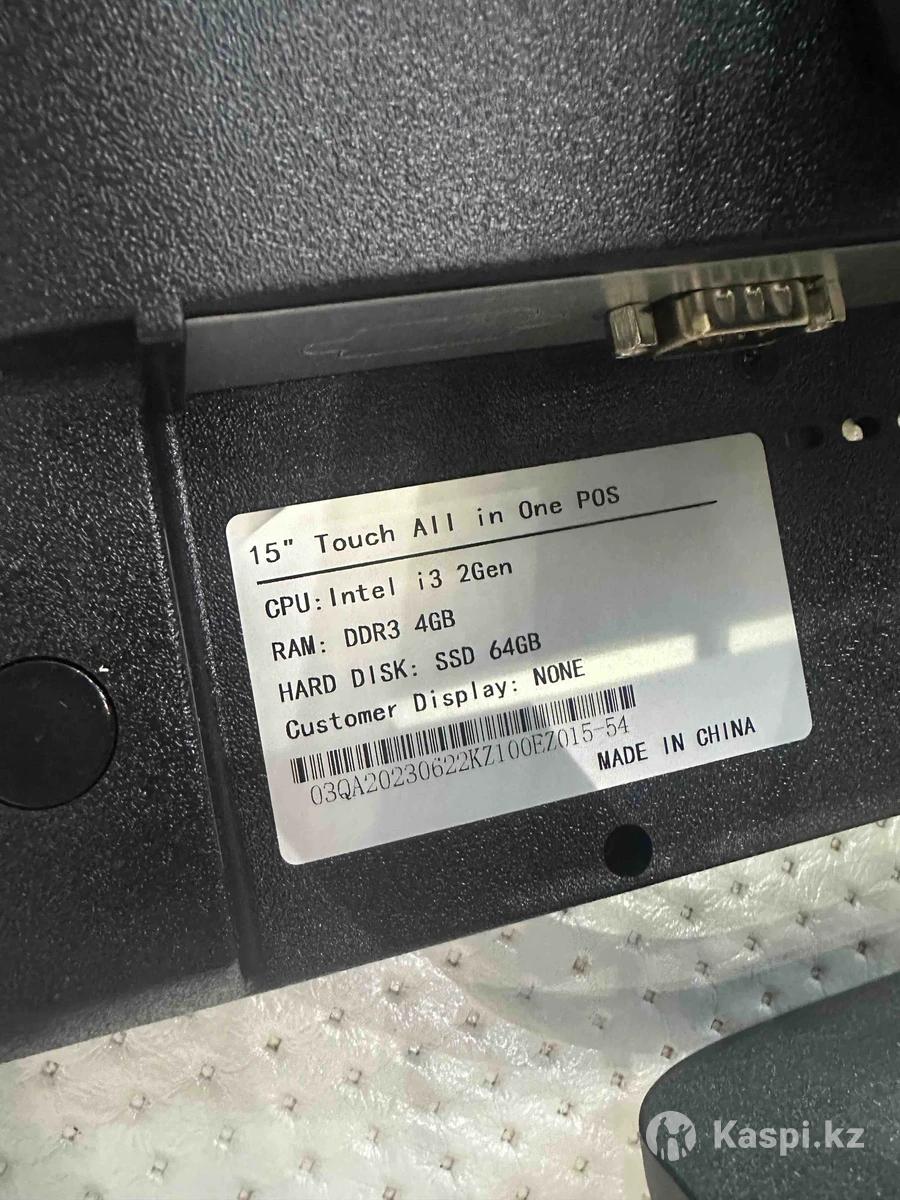 15" Touch All in One POS
CPU:Intel i3 2Gen
RAM: DDR3 4GB
HARD DISK: SSD 64GB
Customer Display: NONE
03QA20230622KZ100EZ015-54
MADE IN CHINA
Kaspi.kz